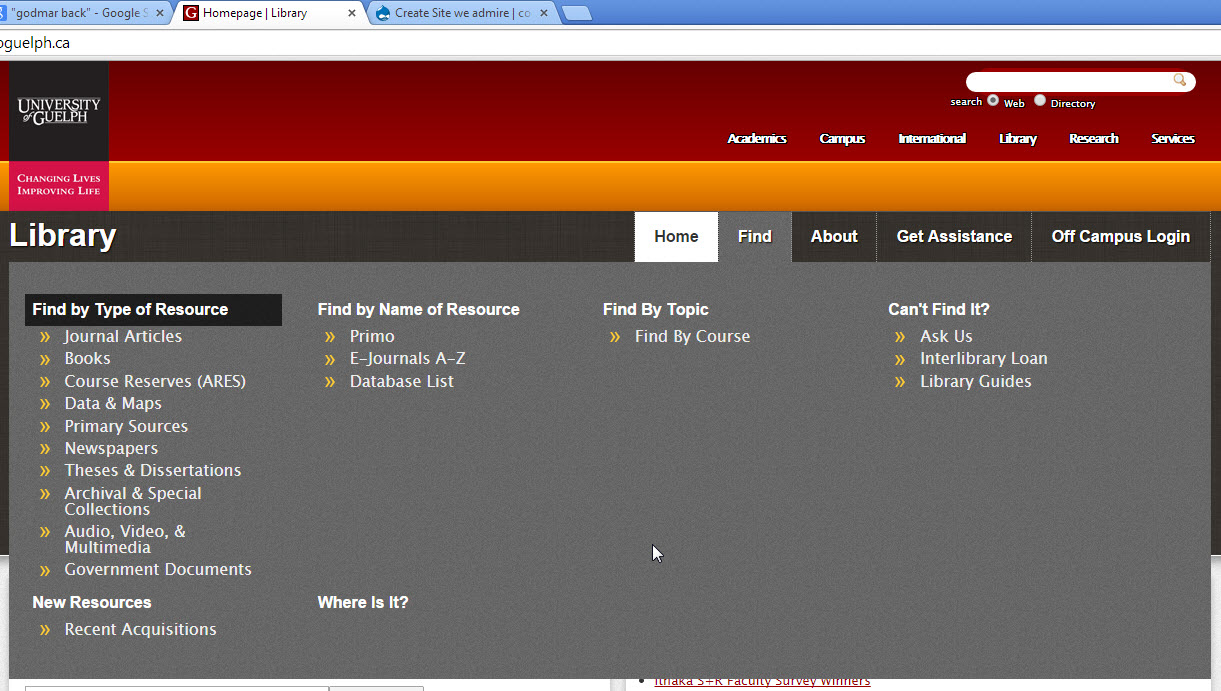 "godmar back" - Google S
Homepage | Library
Create Site we admire | co
oguelph.ca
UNIVERSITY
of GUELPH
search Web Directory
Academics Campus International Library Research Services
CHANGING LIVES
IMPROVING LIFE
Library
Home Find About Get Assistance Off Campus Login
Find by Type of Resource
» Journal Articles
» Books
» Course Reserves (ARES)
» Data & Maps
» Primary Sources
» Newspapers
» Theses & Dissertations
» Archival & Special
Collections
» Audio, Video, &
Multimedia
» Government Documents
Find by Name of Resource
» Primo
» E-Journals A-Z
» Database List
Find By Topic
» Find By Course
Can't Find It?
» Ask Us
» Interlibrary Loan
» Library Guides
New Resources
» Recent Acquisitions
Where Is It?
• Ithaka S+R Faculty Survey Winners